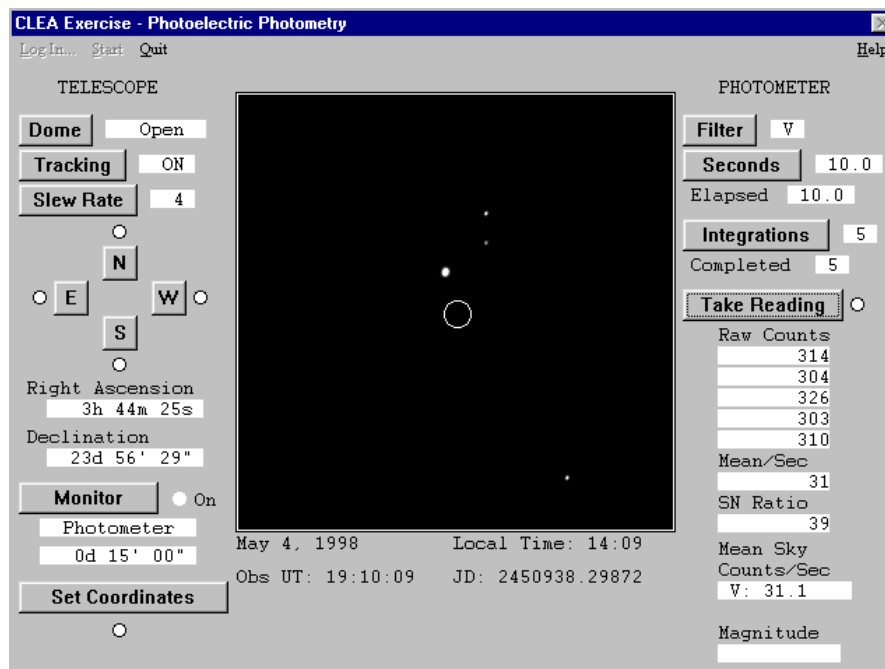 CLEA Exercise - Photoelectric Photometry
Log In... Start Quit Help
TELESCOPE
Dome Open
Tracking ON
Slew Rate 4
N
E W
S
Right Ascension
3h 44m 25s
Declination
23d 56' 29"
Monitor On
Photometer
0d 15' 00"
Set Coordinates
May 4, 1998 Local Time: 14:09
Obs UT: 19:10:09 JD: 2450938.29872
PHOTOMETER
Filter V
Seconds 10.0
Elapsed 10.0
Integrations 5
Completed 5
Take Reading
Raw Counts
314
304
326
303
310
Mean/Sec
31
SN Ratio
39
Mean Sky
Counts/Sec
V: 31.1
Magnitude